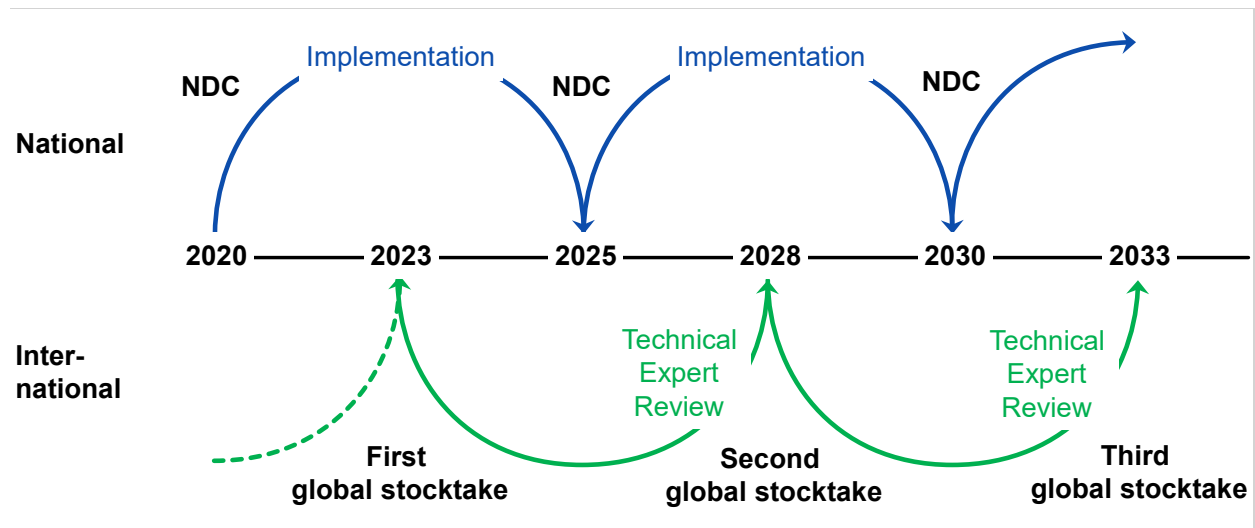 Implementation
Implementation
NDC
NDC
NDC
National
2020
2023
2025
2028
2030
2033
Technical
Expert
Review
Technical
Expert
Review
Inter-
national
First
global stocktake
Second
global stocktake
Third
global stocktake